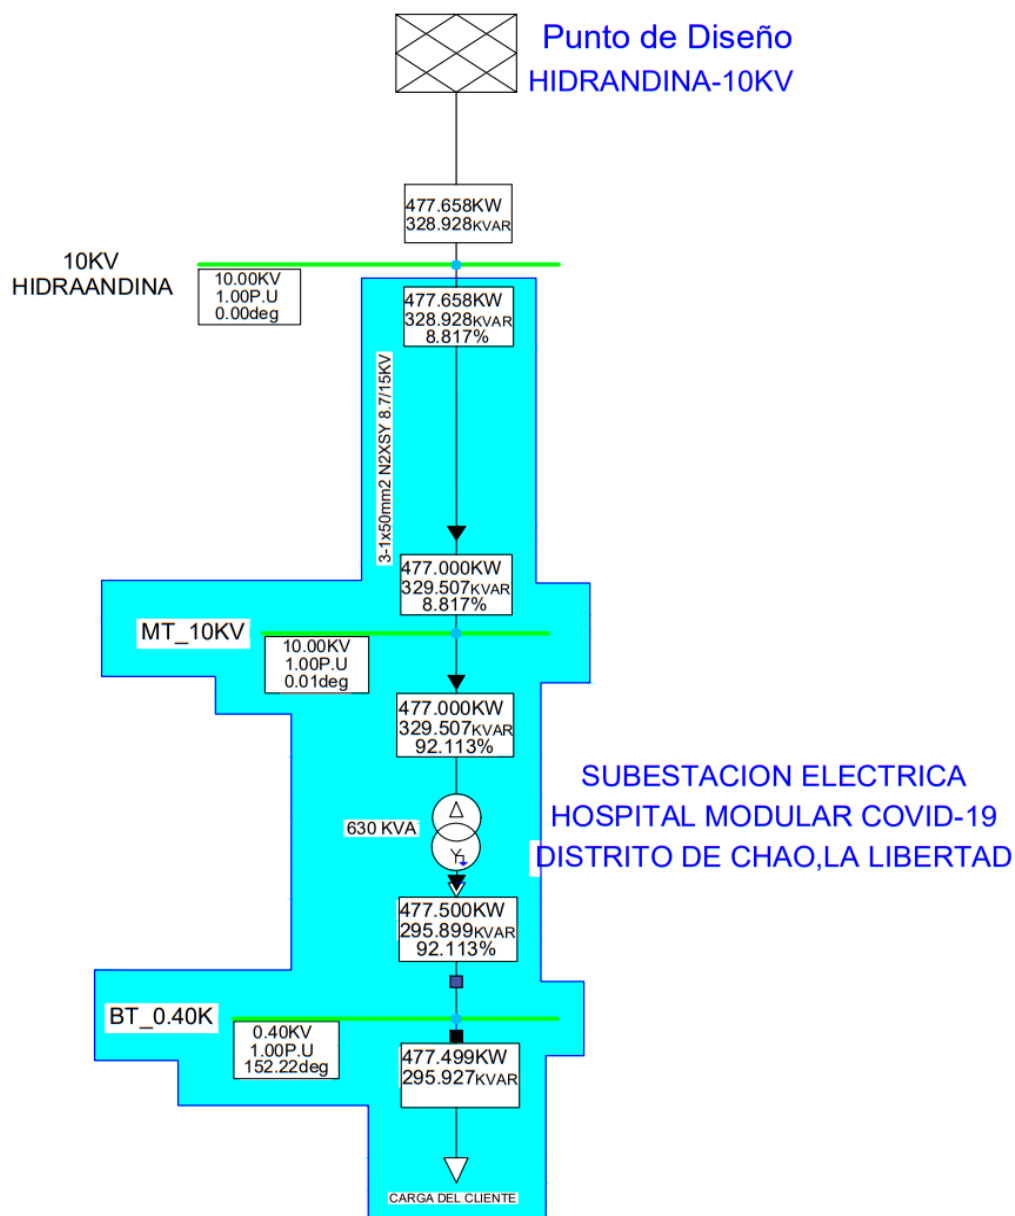 Punto de Diseño
HIDRANDINA-10KV
477.658KW
328.928KVAR
10KV
HIDRAANDINA
10.00KV
1.00P.U
0.00deg
477.658KW
328.928KVAR
8.817%
3-1x50mm2 N2XSY 8.7/15KV
477.000KW
329.507KVAR
8.817%
MT_10KV
10.00KV
1.00P.U
0.01deg
477.000KW
329.507KVAR
92.113%
630 KVA
Δ
Y
SUBESTACION ELECTRICA
HOSPITAL MODULAR COVID-19
DISTRITO DE CHAO,LA LIBERTAD
477.500KW
295.899KVAR
92.113%
BT_0.40K
0.40KV
1.00P.U
152.22deg
477.499KW
295.927KVAR
CARGA DEL CLIENTE